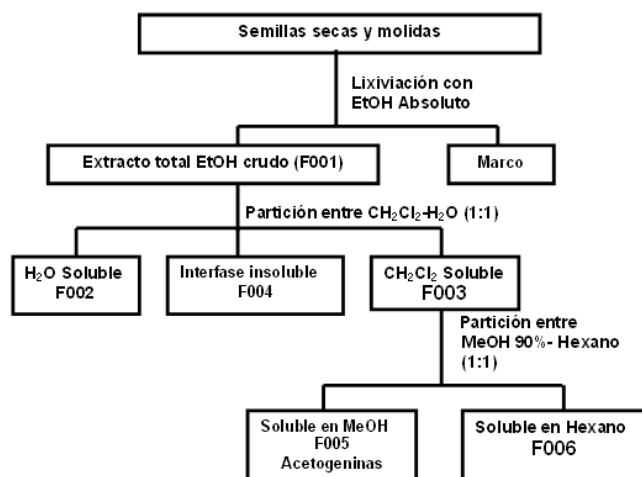 Semillas secas y molidas
Lixiviación con
EtOH Absoluto
Extracto total EtOH crudo (F001)
Marco
Partición entre CH₂Cl₂-H₂O (1:1)
H₂O Soluble
F002
Interfase insoluble
F004
CH₂Cl₂ Soluble
F003
Partición entre
MeOH 90%- Hexano
(1:1)
Soluble en MeOH
F005
Acetogeninas
Soluble en Hexano
F006